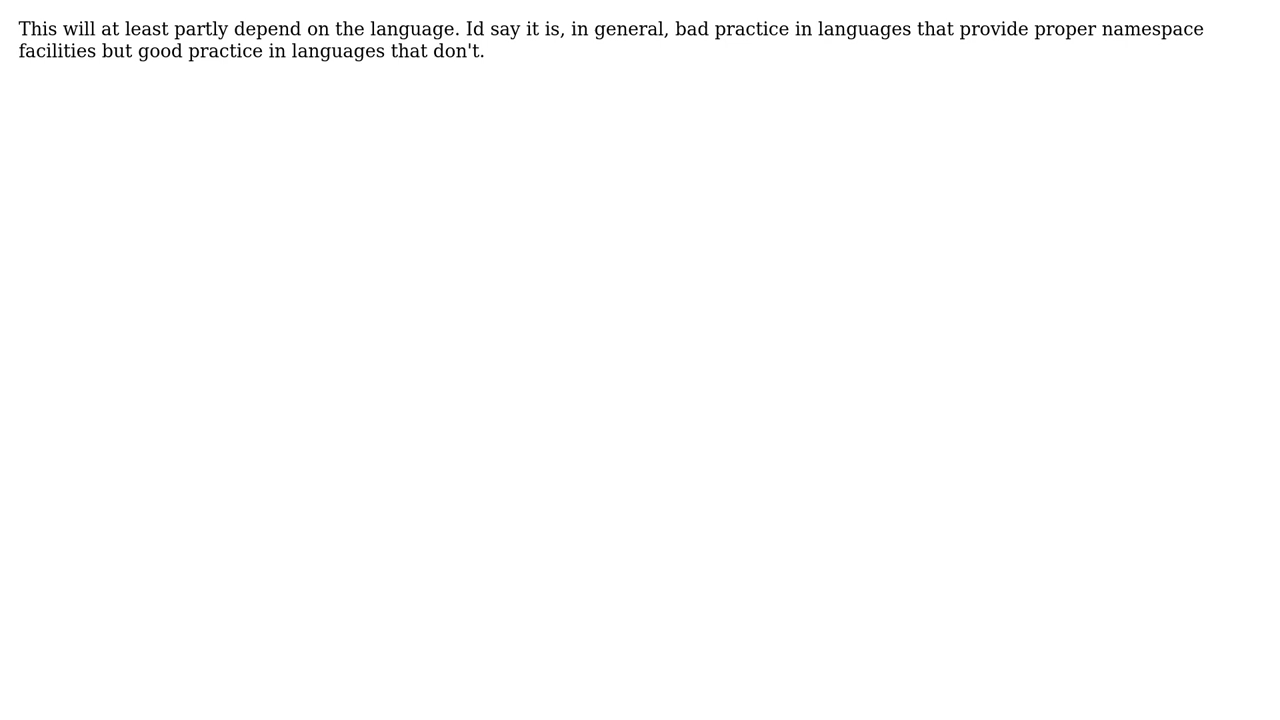 This will at least partly depend on the language. Id say it is, in general, bad practice in languages that provide proper namespace
facilities but good practice in languages that don't.